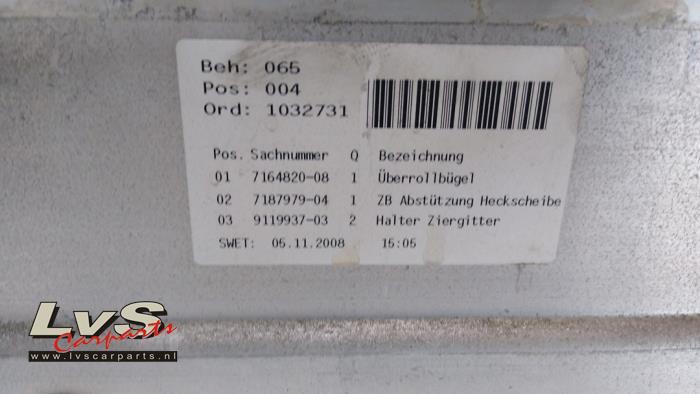 Beh: 065
Pos: 004
Ord: 1032731
Pos. Sachnummer Q Bezeichnung
01 7164820-08 1 Überrollbügel
02 7187979-04 1 ZB Abstützung Heckscheibe
03 9119937-03 2 Halter Ziergitter
SWET: 05.11.2008 15:05
LvS
Carparts
www.lvscarparts.nl